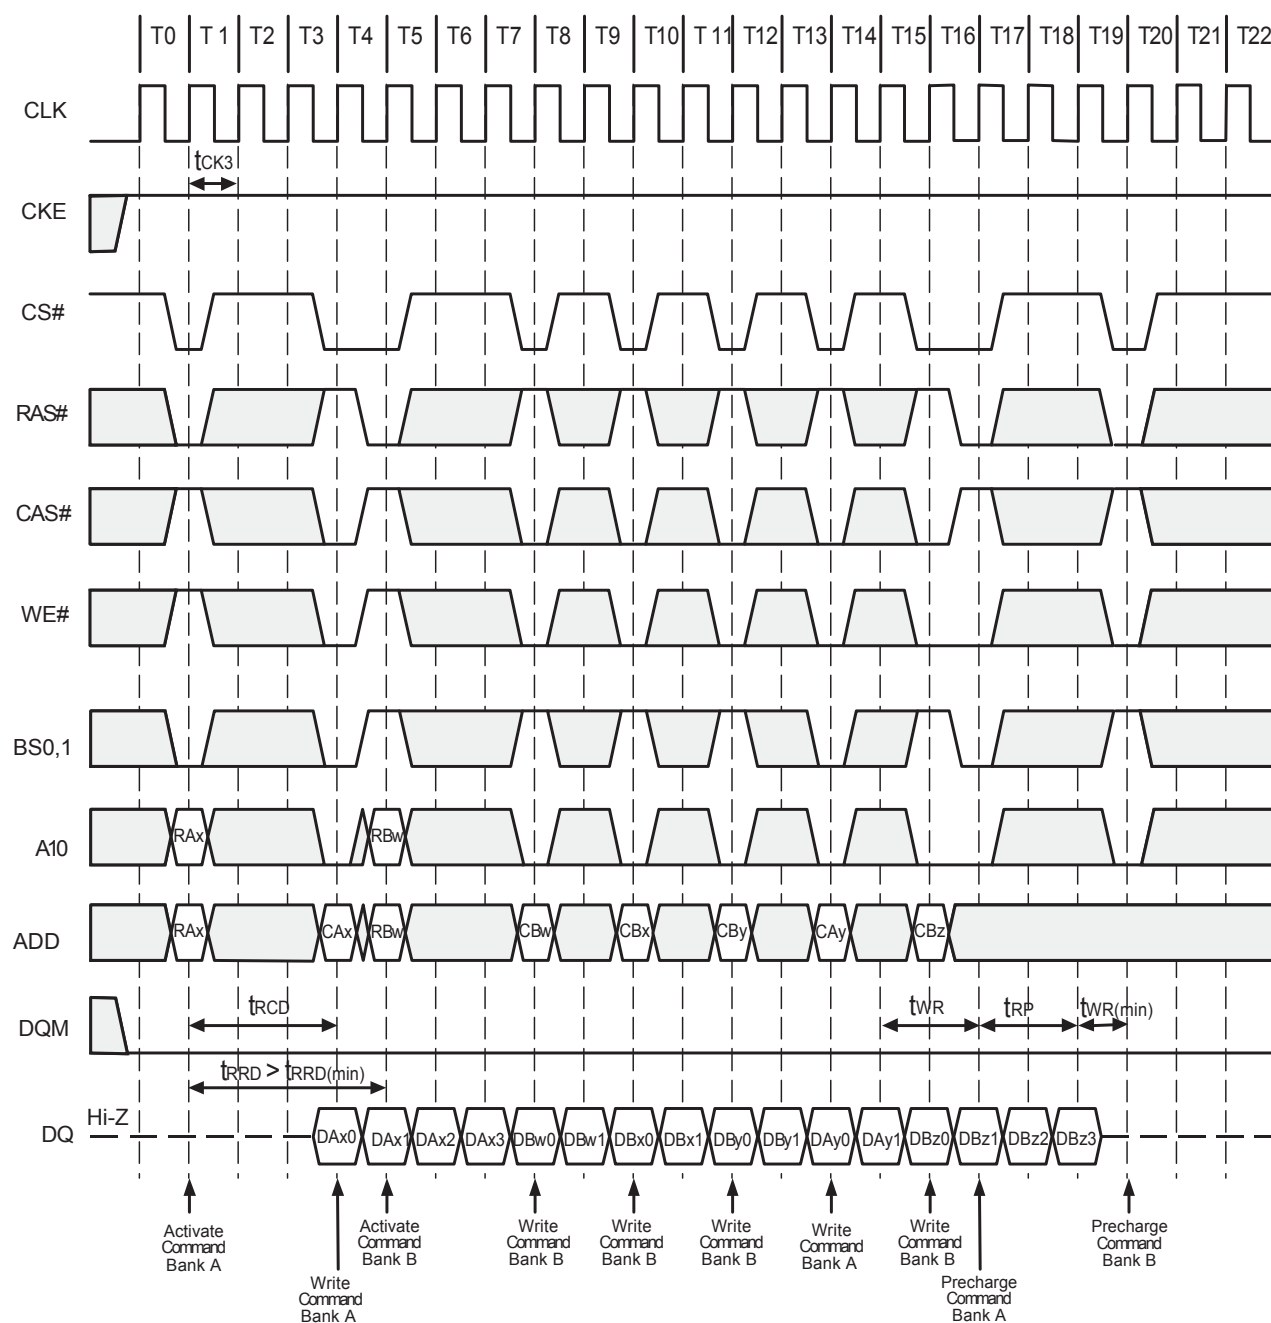 T0 T1 T2 T3 T4 T5 T6 T7 T8 T9 T10 T11 T12 T13 T14 T15 T16 T17 T18 T19 T20 T21 T22
CLK
tCK3
CKE
CS#
RAS#
CAS#
WE#
BS0,1
A10
RAx RBw
ADD
RAx CAx RBw CBw CBx CBy CAy CBz
DQM
tRCD tWR tRP tWR(min)
tRRD > tRRD(min)
Hi-Z
DQ
DAx0 DAx1 DAx2 DAx3 DBw0 DBw1 DBx0 DBx1 DBy0 DBy1 DAy0 DAy1 DBz0 DBz1 DBz2 DBz3
Activate
Command
Bank A
Write
Command
Bank A
Activate
Command
Bank B
Write
Command
Bank B
Write
Command
Bank B
Write
Command
Bank B
Write
Command
Bank A
Write
Command
Bank B
Precharge
Command
Bank A
Precharge
Command
Bank B